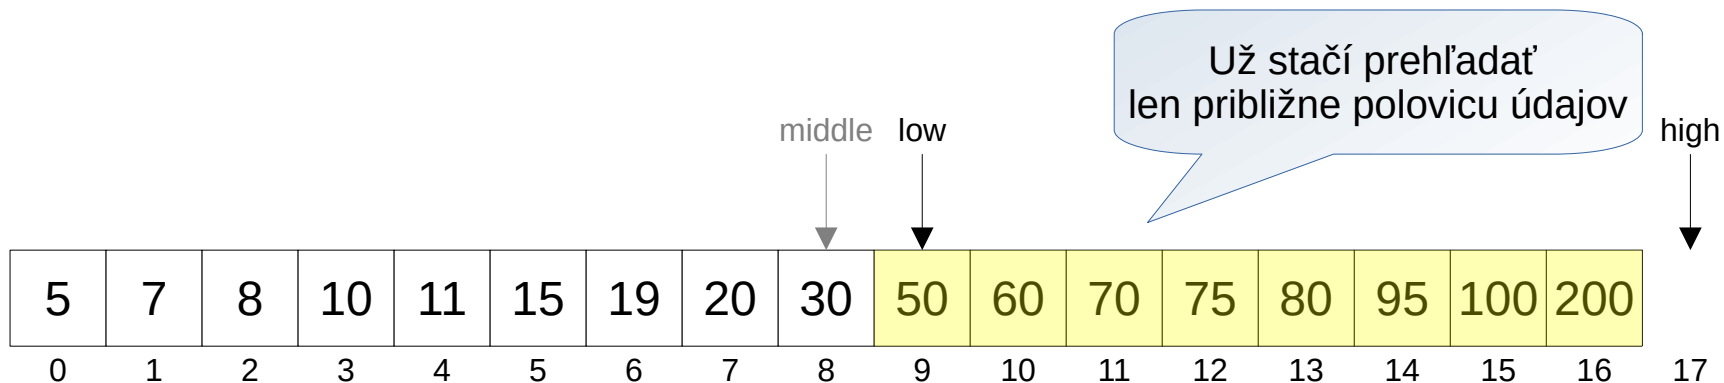 Už stačí prehľadať
len približne polovicu údajov
middle low high
5 7 8 10 11 15 19 20 30 50 60 70 75 80 95 100 200
0 1 2 3 4 5 6 7 8 9 10 11 12 13 14 15 16 17